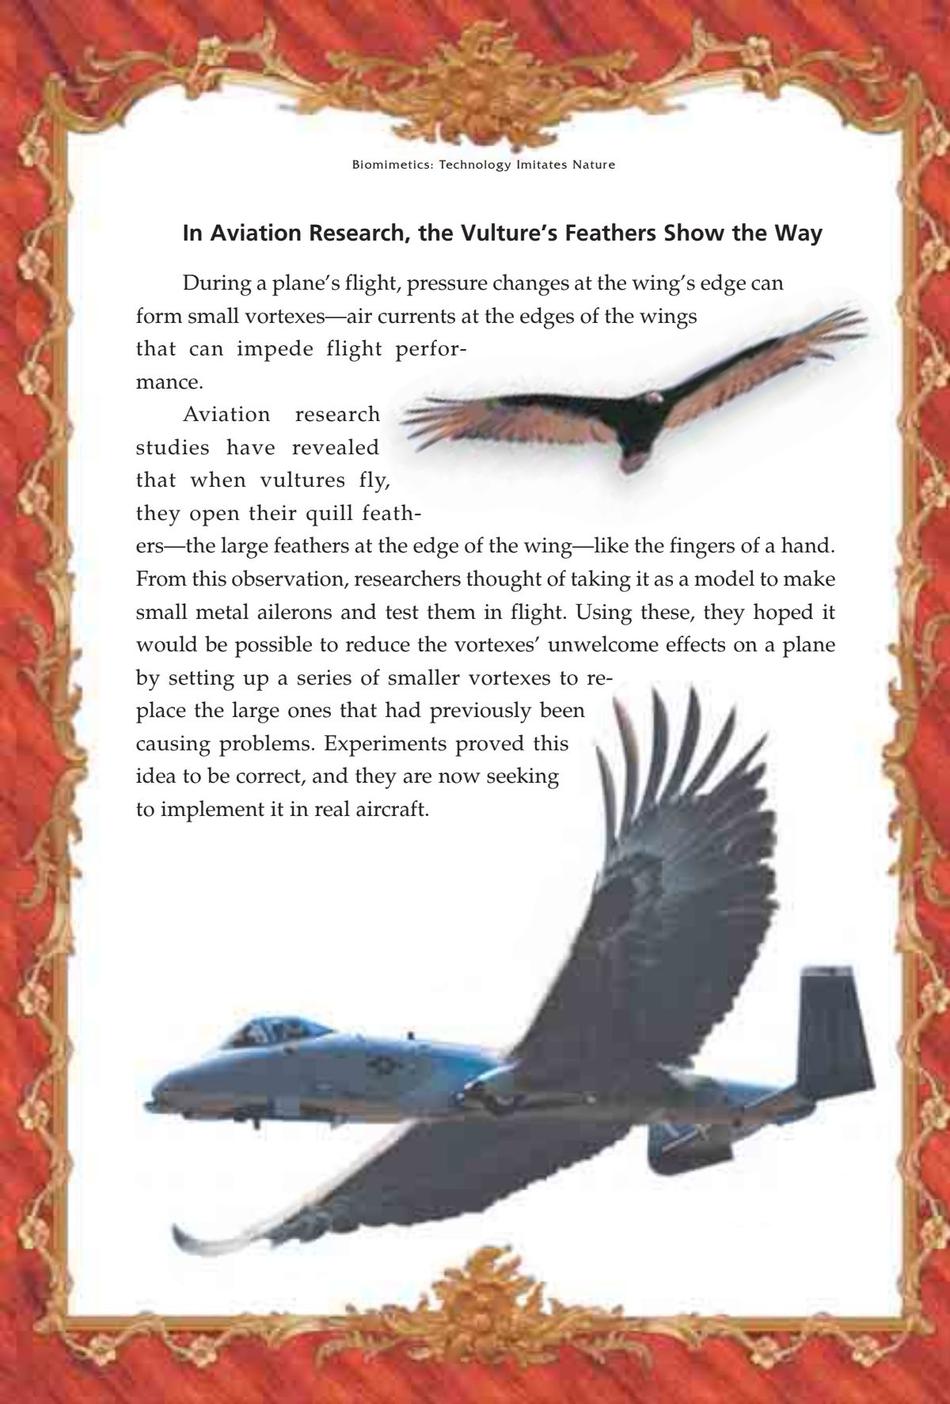 Biomimetics: Technology Imitates Nature
In Aviation Research, the Vulture’s Feathers Show the Way
During a plane’s flight, pressure changes at the wing’s edge can
form small vortexes—air currents at the edges of the wings
that can impede flight perfor-
mance.
Aviation research
studies have revealed
that when vultures fly,
they open their quill feath-
ers—the large feathers at the edge of the wing—like the fingers of a hand.
From this observation, researchers thought of taking it as a model to make
small metal ailerons and test them in flight. Using these, they hoped it
would be possible to reduce the vortexes’ unwelcome effects on a plane
by setting up a series of smaller vortexes to re-
place the large ones that had previously been
causing problems. Experiments proved this
idea to be correct, and they are now seeking
to implement it in real aircraft.